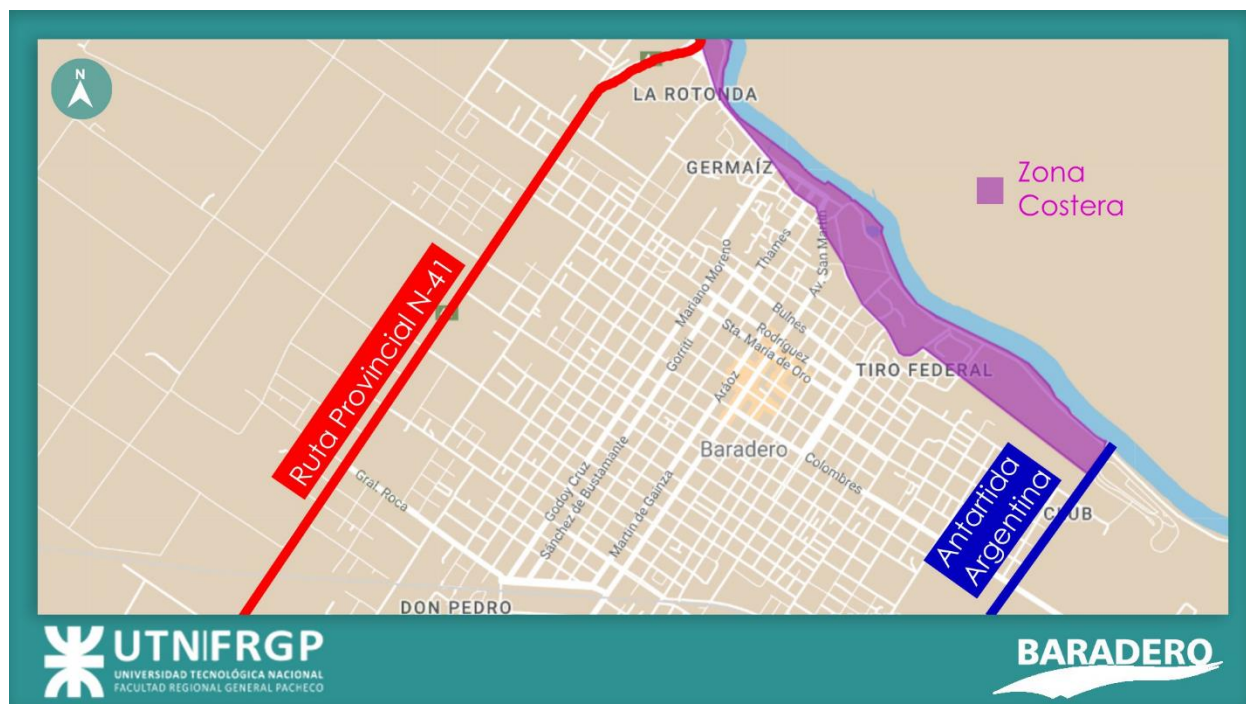 N
LA ROTONDA
GERMAÍZ
Zona
Costera
Thames
Av. San Martín
Mariano Moreno
Bulnes
Rodríguez
Sta. María de Oro
Ruta Provincial N-41
Gorriti
TIRO FEDERAL
Aráoz
Baradero
Colombres
Gral. Roca
Godoy Cruz
Sánchez de Bustamante
Martín de Gainza
Antartida
Argentina
CLUB
DON PEDRO
UTN|FRGP
UNIVERSIDAD TECNOLÓGICA NACIONAL
FACULTAD REGIONAL GENERAL PACHECO
BARADERO